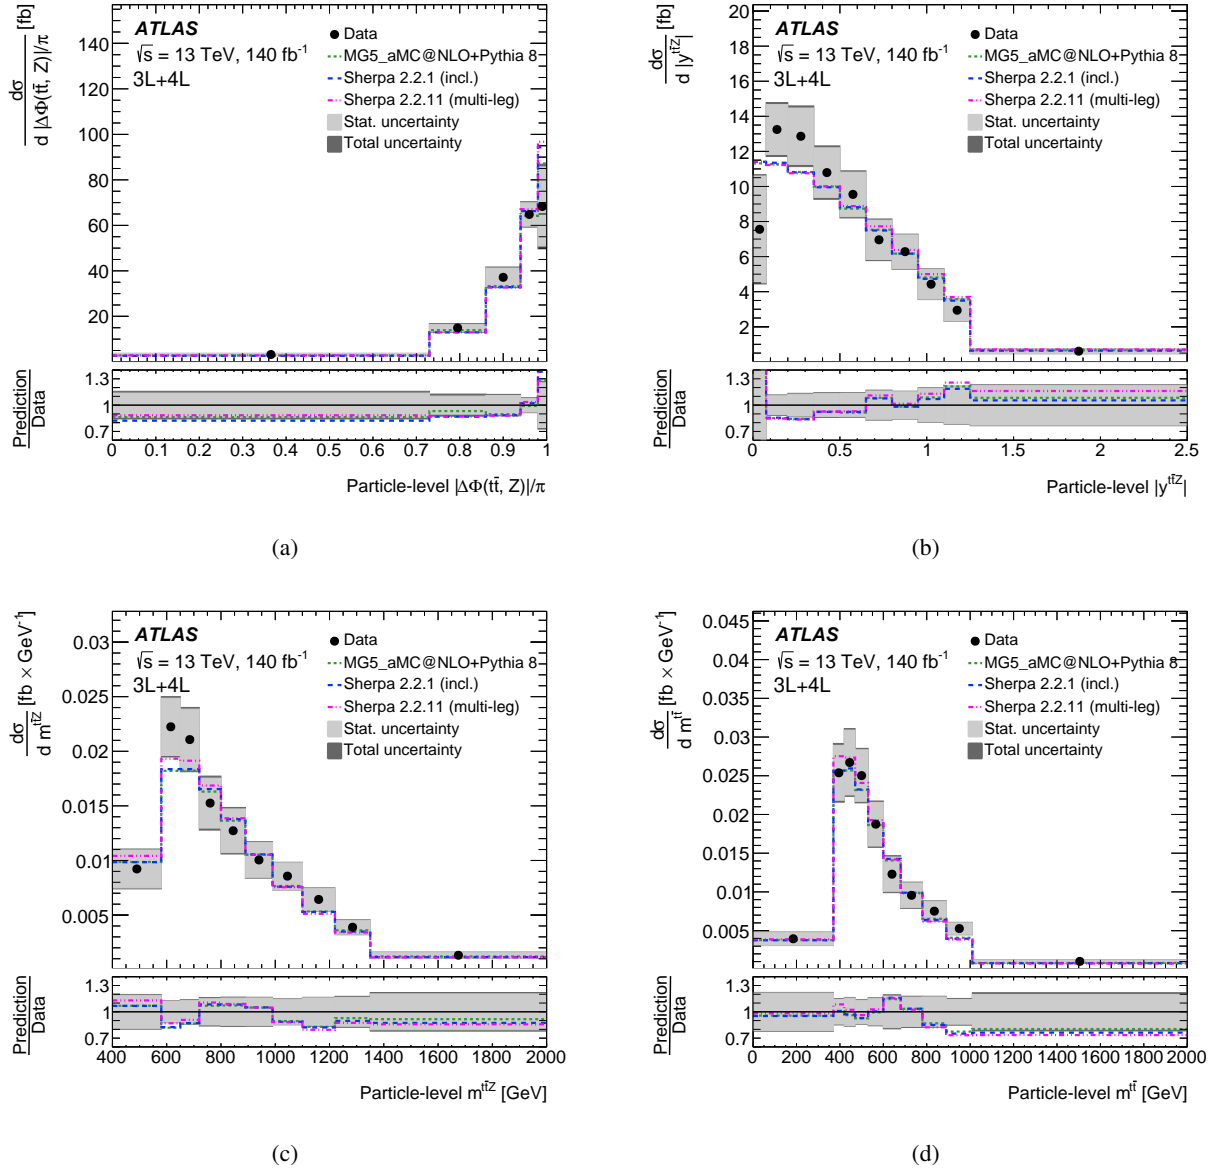 dσ
d |ΔΦ(tt̄, Z)|/π [fb]
ATLAS
√s = 13 TeV, 140 fb⁻¹
3L+4L
Data
MG5_aMC@NLO+Pythia 8
Sherpa 2.2.1 (incl.)
Sherpa 2.2.11 (multi-leg)
Stat. uncertainty
Total uncertainty
140
120
100
80
60
40
20
Prediction
Data
1.3
1
0.7
0 0.1 0.2 0.3 0.4 0.5 0.6 0.7 0.8 0.9 1
Particle-level |ΔΦ(tt̄, Z)|/π
(a)
dσ
d |y^tt̄Z| [fb]
ATLAS
√s = 13 TeV, 140 fb⁻¹
3L+4L
Data
MG5_aMC@NLO+Pythia 8
Sherpa 2.2.1 (incl.)
Sherpa 2.2.11 (multi-leg)
Stat. uncertainty
Total uncertainty
20
18
16
14
12
10
8
6
4
2
Prediction
Data
1.3
1
0.7
0 0.5 1 1.5 2 2.5
Particle-level |y^tt̄Z|
(b)
dσ
d m^tt̄Z [fb × GeV⁻¹]
ATLAS
√s = 13 TeV, 140 fb⁻¹
3L+4L
Data
MG5_aMC@NLO+Pythia 8
Sherpa 2.2.1 (incl.)
Sherpa 2.2.11 (multi-leg)
Stat. uncertainty
Total uncertainty
0.03
0.025
0.02
0.015
0.01
0.005
Prediction
Data
1.3
1
0.7
400 600 800 1000 1200 1400 1600 1800 2000
Particle-level m^tt̄Z [GeV]
(c)
dσ
d m^tt̄ [fb × GeV⁻¹]
ATLAS
√s = 13 TeV, 140 fb⁻¹
3L+4L
Data
MG5_aMC@NLO+Pythia 8
Sherpa 2.2.1 (incl.)
Sherpa 2.2.11 (multi-leg)
Stat. uncertainty
Total uncertainty
0.045
0.04
0.035
0.03
0.025
0.02
0.015
0.01
0.005
Prediction
Data
1.3
1
0.7
0 200 400 600 800 1000 1200 1400 1600 1800 2000
Particle-level m^tt̄ [GeV]
(d)